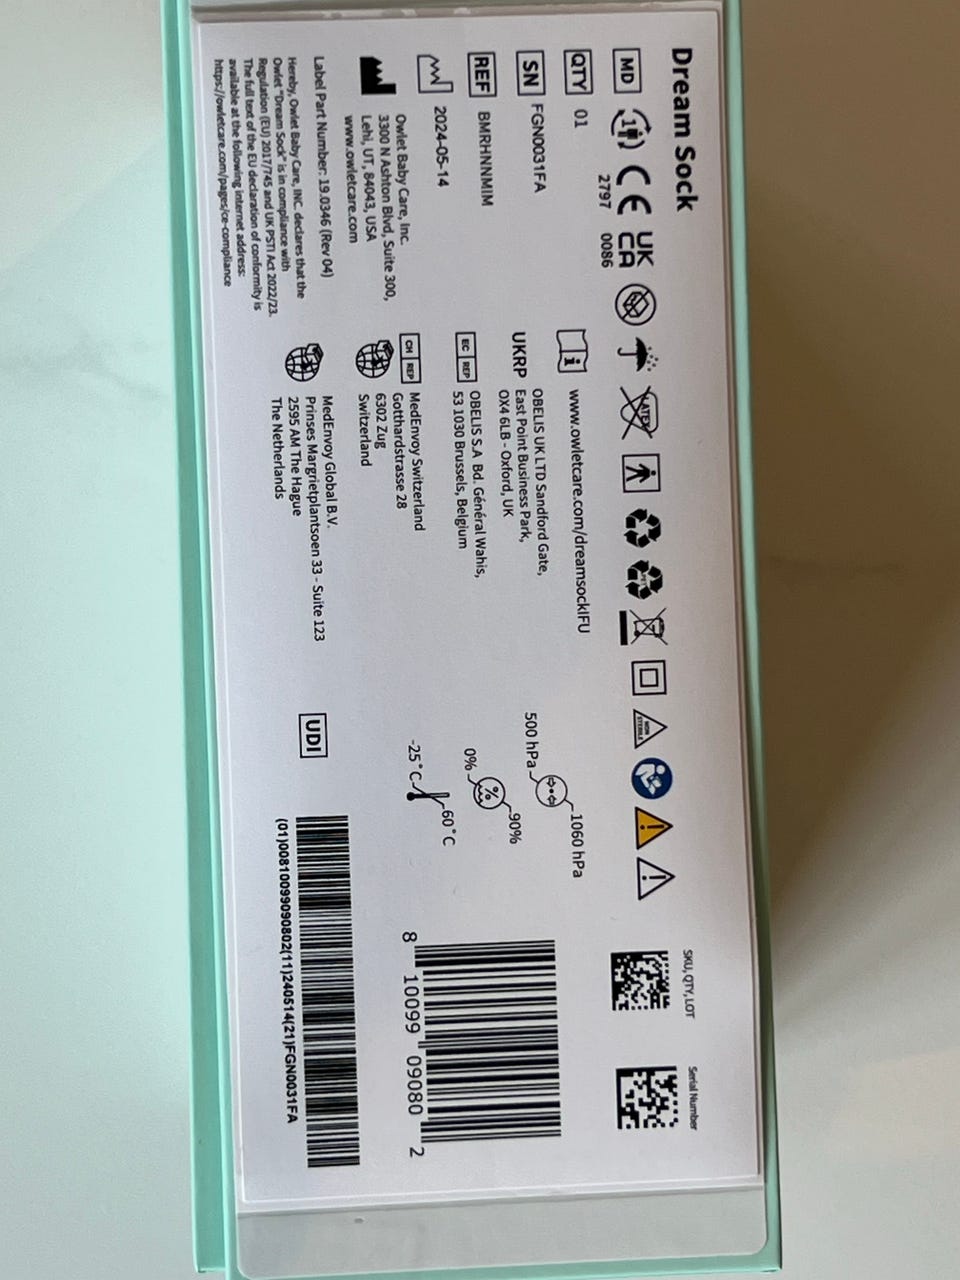 Dream Sock
MD
1
CE
2797
UK
CA
0086
LATEX
PAP
NON
STERILE
QTY 01
SN FGN0031FA
REF BMRHNNMIM
2024-05-14
Owlet Baby Care, Inc.
3300 N Ashton Blvd, Suite 300,
Lehi, UT, 84043, USA
www.owletcare.com
Label Part Number: 19.0346 (Rev 04)
Hereby, Owlet Baby Care, INC. declares that the
Owlet "Dream Sock" is in compliance with
Regulation (EU) 2017/745 and UK PSTI Act 2022/23.
The full text of the EU declaration of conformity is
available at the following internet address:
https://owletcare.com/pages/ce-compliance
i www.owletcare.com/dreamsockIFU
UKRP OBELIS UK LTD Sandford Gate,
East Point Business Park,
OX4 6LB - Oxford, UK
EC REP OBELIS S.A Bd. Général Wahis,
53 1030 Brussels, Belgium
CH REP MedEnvoy Switzerland
Gotthardstrasse 28
6302 Zug
Switzerland
MedEnvoy Global B.V.
Prinses Margrietplantsoen 33 - Suite 123
2595 AM The Hague
The Netherlands
500 hPa 1060 hPa
0% % 90%
-25°C 60°C
UDI
(01)00810099090802(11)240514(21)FGN0031FA
SKU, QTY, LOT
Serial Number
8 10099 09080 2